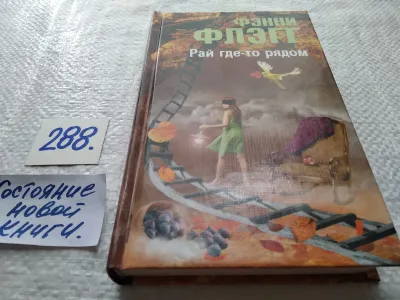 ФЭННИ
ФЛЭГГ
Рай где-то рядом
288.
Состояние
новой
книги.